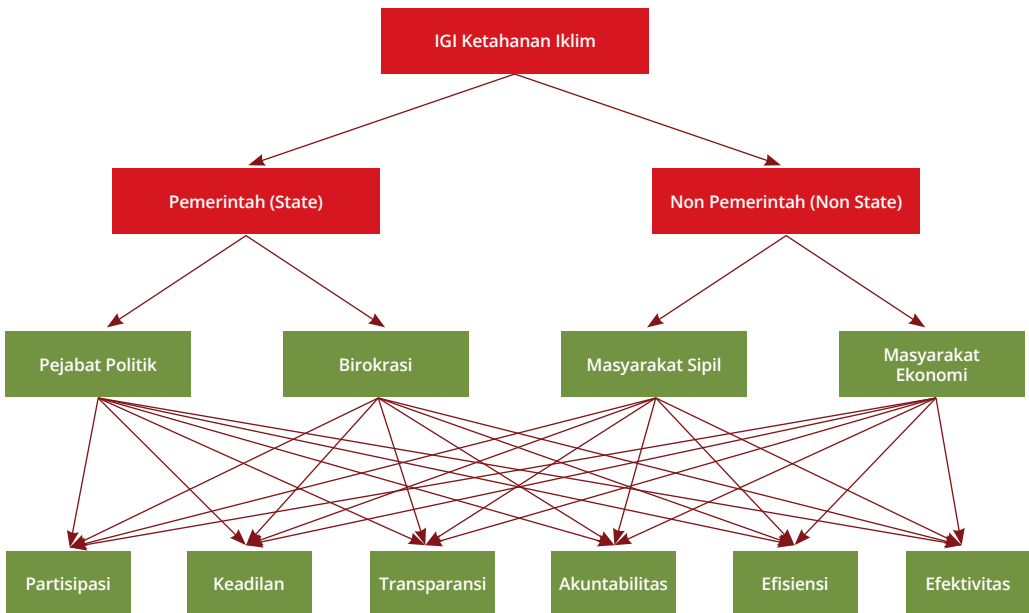 IGI Ketahanan Iklim
Pemerintah (State)
Non Pemerintah (Non State)
Pejabat Politik
Birokrasi
Masyarakat Sipil
Masyarakat
Ekonomi
Partisipasi
Keadilan
Transparansi
Akuntabilitas
Efisiensi
Efektivitas